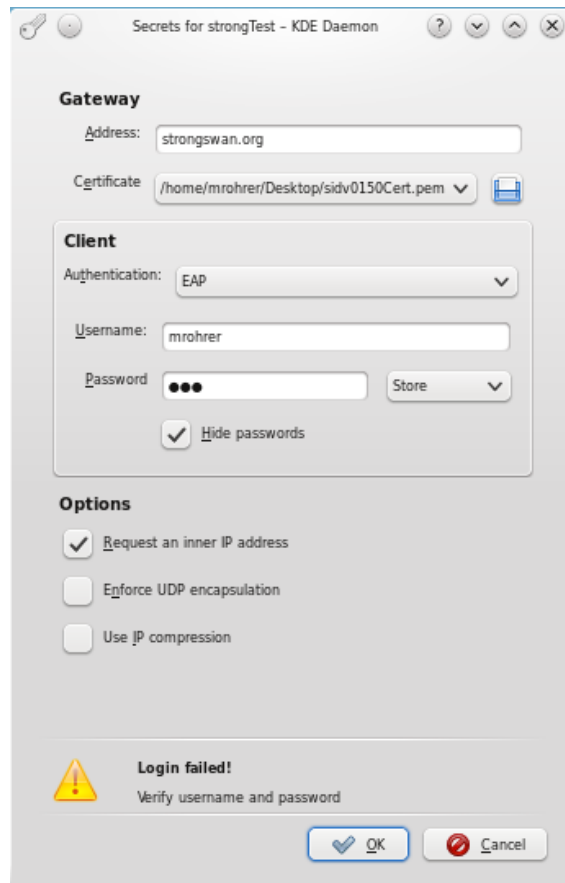 Secrets for strongTest – KDE Daemon
Gateway
Address: strongswan.org
Certificate /home/mrohrer/Desktop/sidv0150Cert.pem
Client
Authentication: EAP
Username: mrohrer
Password ●●● Store
Hide passwords
Options
Request an inner IP address
Enforce UDP encapsulation
Use IP compression
Login failed!
Verify username and password
OK Cancel